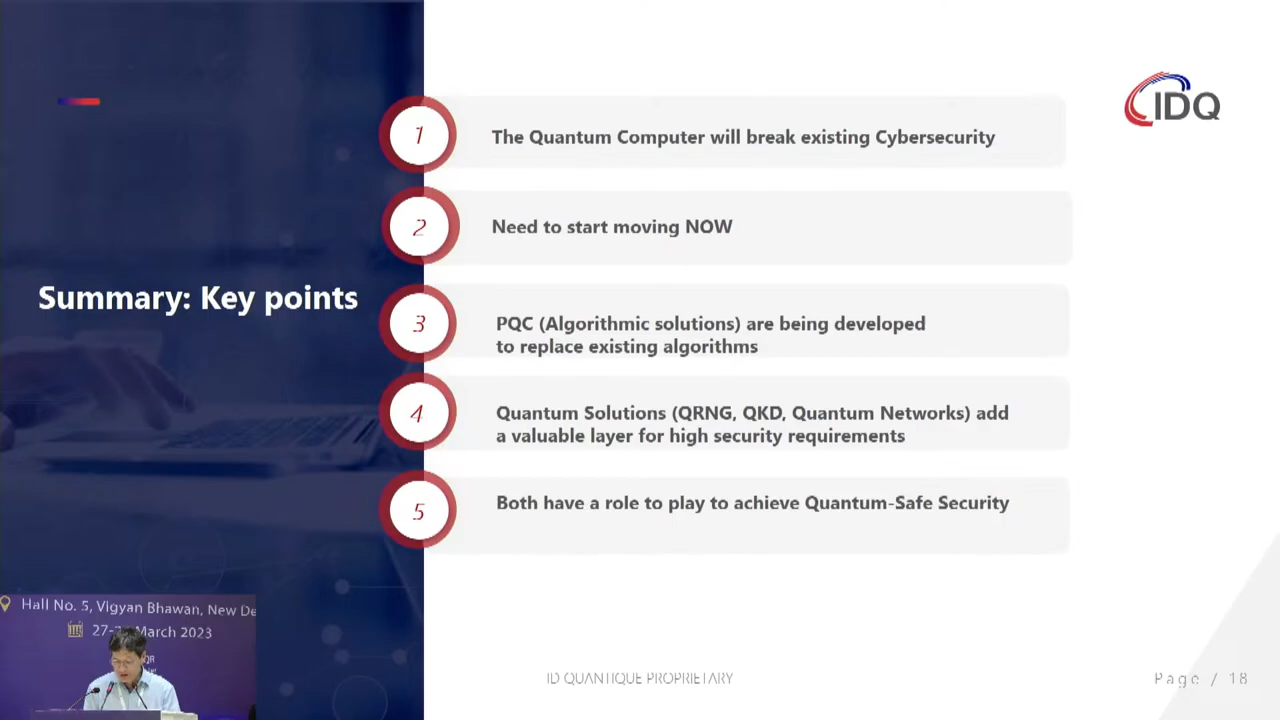 IDQ
1
The Quantum Computer will break existing Cybersecurity
2
Need to start moving NOW
Summary: Key points
3
PQC (Algorithmic solutions) are being developed
to replace existing algorithms
4
Quantum Solutions (QRNG, QKD, Quantum Networks) add
a valuable layer for high security requirements
5
Both have a role to play to achieve Quantum-Safe Security
Hall No. 5, Vigyan Bhawan, New De
27- March 2023
ID QUANTIQUE PROPRIETARY
Page / 18